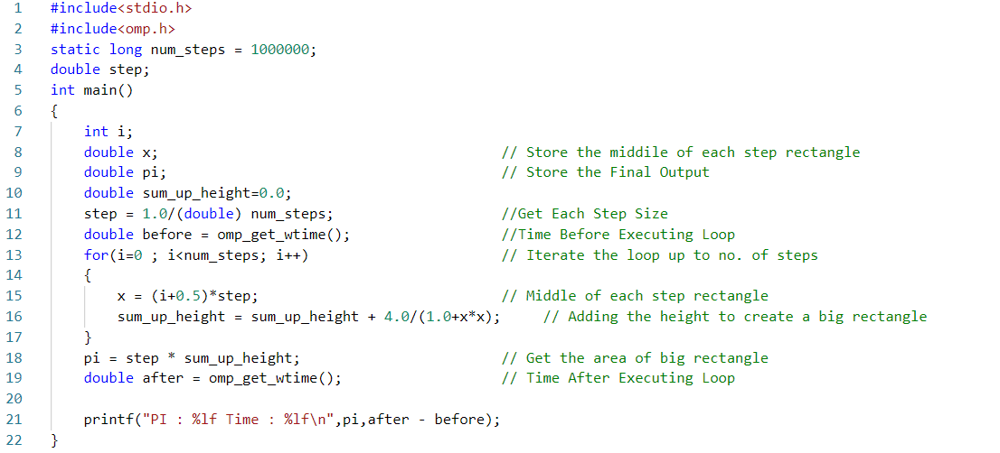 1 #include<stdio.h>
2 #include<omp.h>
3 static long num_steps = 1000000;
4 double step;
5 int main()
6 {
7 int i;
8 double x; // Store the middile of each step rectangle
9 double pi; // Store the Final Output
10 double sum_up_height=0.0;
11 step = 1.0/(double) num_steps; //Get Each Step Size
12 double before = omp_get_wtime(); //Time Before Executing Loop
13 for(i=0 ; i<num_steps; i++) // Iterate the loop up to no. of steps
14 {
15 x = (i+0.5)*step; // Middle of each step rectangle
16 sum_up_height = sum_up_height + 4.0/(1.0+x*x); // Adding the height to create a big rectangle
17 }
18 pi = step * sum_up_height; // Get the area of big rectangle
19 double after = omp_get_wtime(); // Time After Executing Loop
20
21 printf("PI : %lf Time : %lf\n",pi,after - before);
22 }